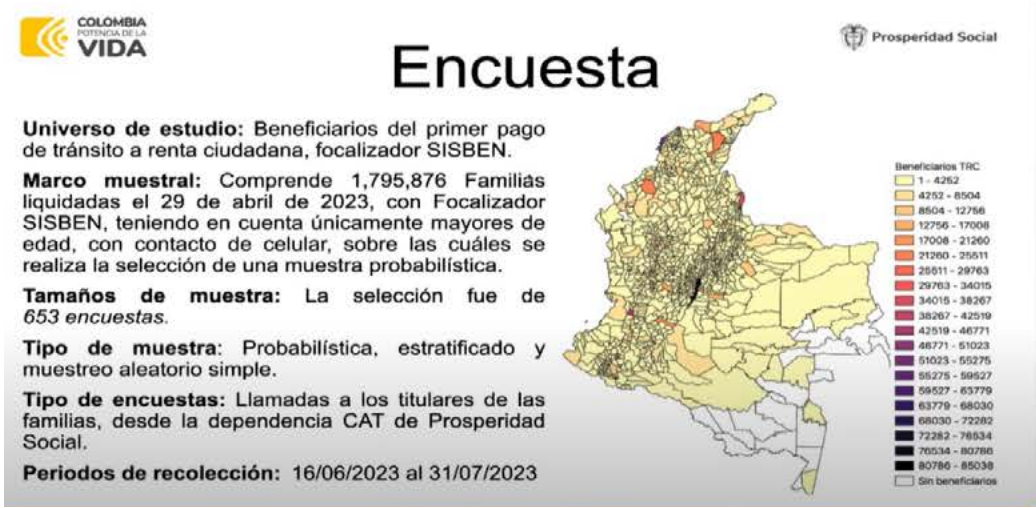 COLOMBIA
POTENCIA DE LA
VIDA
Prosperidad Social
Encuesta
Universo de estudio: Beneficiarios del primer pago
de tránsito a renta ciudadana, focalizador SISBEN.
Marco muestral: Comprende 1,795,876 Familias
liquidadas el 29 de abril de 2023, con Focalizador
SISBEN, teniendo en cuenta únicamente mayores de
edad, con contacto de celular, sobre las cuáles se
realiza la selección de una muestra probabilística.
Tamaños de muestra: La selección fue de
653 encuestas.
Tipo de muestra: Probabilística, estratificado y
muestreo aleatorio simple.
Tipo de encuestas: Llamadas a los titulares de las
familias, desde la dependencia CAT de Prosperidad
Social.
Periodos de recolección: 16/06/2023 al 31/07/2023
Beneficiarios TRC
1 - 4252
4252 - 8504
8504 - 12756
12756 - 17008
17008 - 21260
21260 - 25511
25511 - 29763
29763 - 34015
34015 - 38267
38267 - 42519
42519 - 46771
46771 - 51023
51023 - 55275
55275 - 59527
59527 - 63779
63779 - 68030
68030 - 72282
72282 - 76534
76534 - 80786
80786 - 85038
Sin beneficiarios